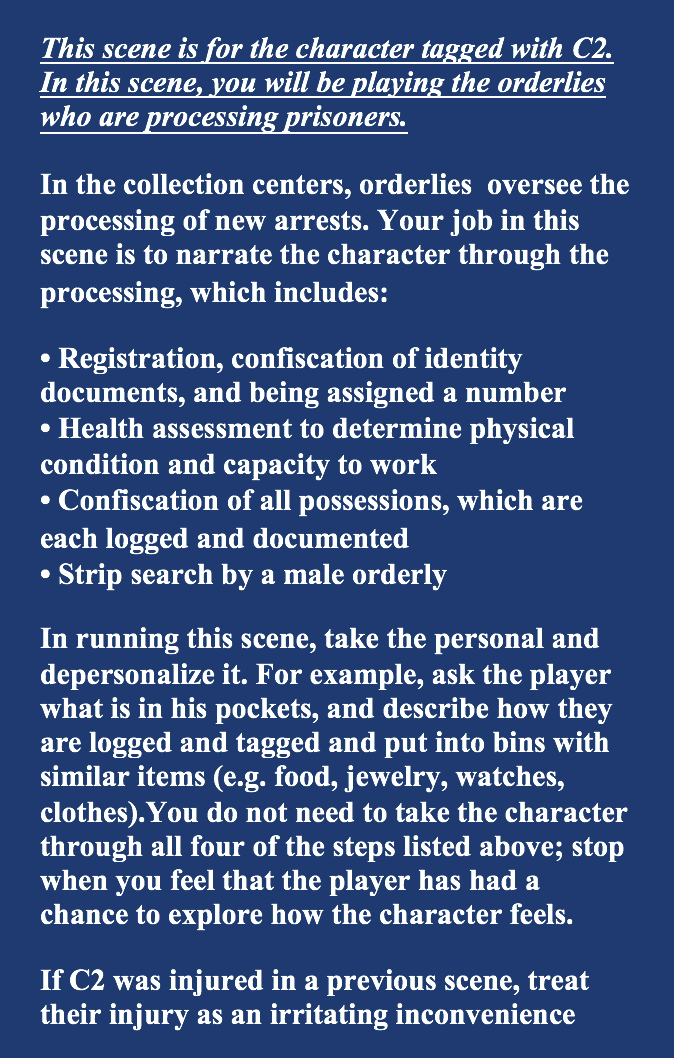 This scene is for the character tagged with C2.
In this scene, you will be playing the orderlies
who are processing prisoners.
In the collection centers, orderlies  oversee the
processing of new arrests. Your job in this
scene is to narrate the character through the
processing, which includes:
• Registration, confiscation of identity
documents, and being assigned a number
• Health assessment to determine physical
condition and capacity to work
• Confiscation of all possessions, which are
each logged and documented
• Strip search by a male orderly
In running this scene, take the personal and
depersonalize it. For example, ask the player
what is in his pockets, and describe how they
are logged and tagged and put into bins with
similar items (e.g. food, jewelry, watches,
clothes).You do not need to take the character
through all four of the steps listed above; stop
when you feel that the player has had a
chance to explore how the character feels.
If C2 was injured in a previous scene, treat
their injury as an irritating inconvenience